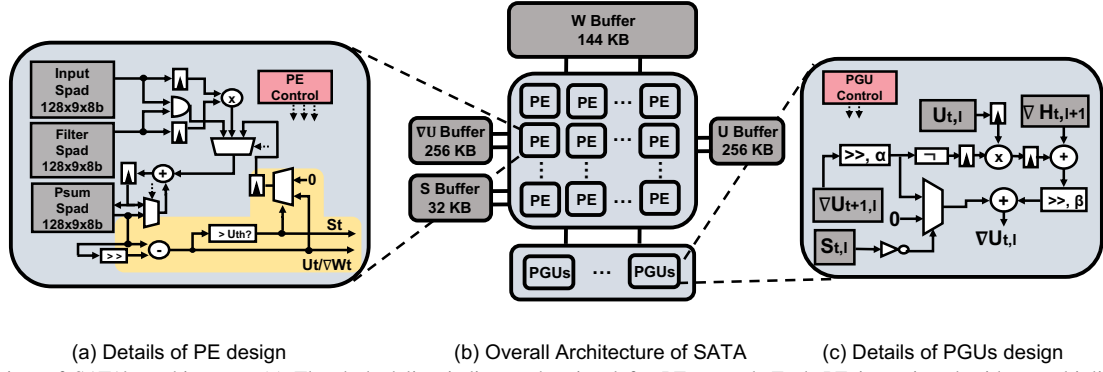 Input
Spad
128x9x8b
Filter
Spad
128x9x8b
Psum
Spad
128x9x8b
PE
Control
x
+
0
> >
-
> Uth?
St
Ut/∇Wt
(a) Details of PE design
W Buffer
144 KB
∇U Buffer
256 KB
S Buffer
32 KB
PE PE ... PE
PE PE ... PE
PE PE ... PE
U Buffer
256 KB
PGUs ... PGUs
(b) Overall Architecture of SATA
PGU
Control
Ut,l
∇ Ht,l+1
>>, α
¬
x
+
∇Ut+1,l
0
+
>>, β
St,l
∇Ut,l
(c) Details of PGUs design